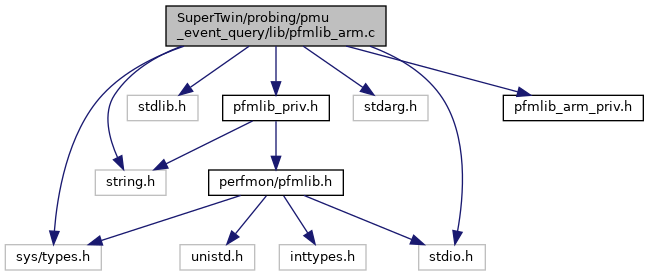 SuperTwin/probing/pmu
_event_query/lib/pfmlib_arm.c
stdlib.h
pfmlib_priv.h
stdarg.h
pfmlib_arm_priv.h
string.h
perfmon/pfmlib.h
sys/types.h
unistd.h
inttypes.h
stdio.h